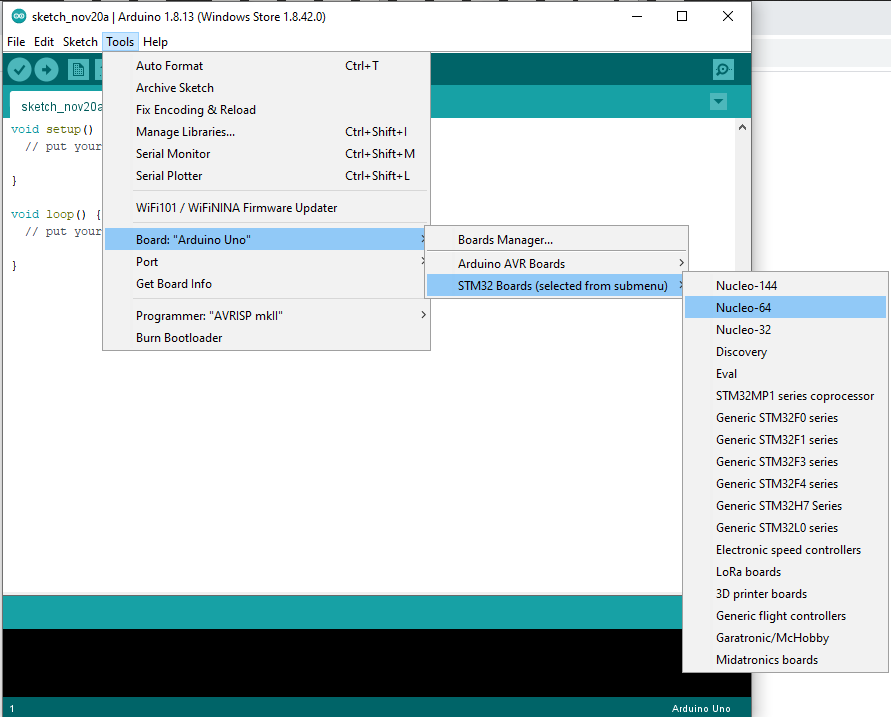 sketch_nov20a | Arduino 1.8.13 (Windows Store 1.8.42.0)
File Edit Sketch Tools Help
sketch_nov20a
void setup()
// put your
}
void loop() {
// put your
}
Auto Format Ctrl+T
Archive Sketch
Fix Encoding & Reload
Manage Libraries... Ctrl+Shift+I
Serial Monitor Ctrl+Shift+M
Serial Plotter Ctrl+Shift+L
WiFi101 / WiFiNINA Firmware Updater
Board: "Arduino Uno"
Port
Get Board Info
Programmer: "AVRISP mkII"
Burn Bootloader
Boards Manager...
Arduino AVR Boards
STM32 Boards (selected from submenu)
Nucleo-144
Nucleo-64
Nucleo-32
Discovery
Eval
STM32MP1 series coprocessor
Generic STM32F0 series
Generic STM32F1 series
Generic STM32F3 series
Generic STM32F4 series
Generic STM32H7 Series
Generic STM32L0 series
Electronic speed controllers
LoRa boards
3D printer boards
Generic flight controllers
Garatronic/McHobby
Midatronics boards
1 Arduino Uno